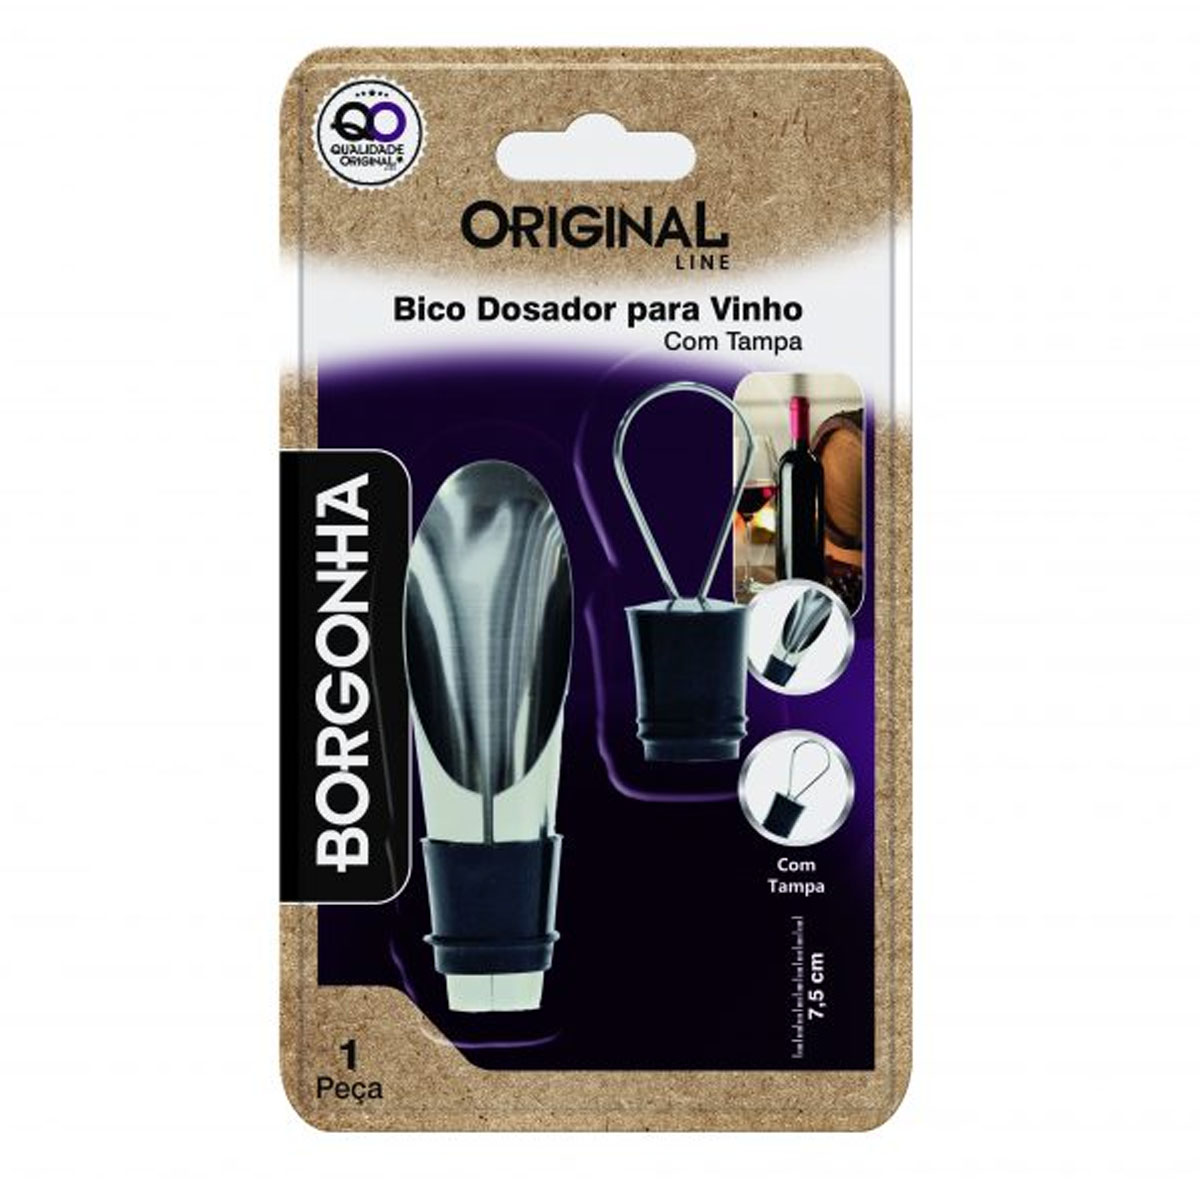 QO
QUALIDADE
ORIGINAL
ORIGINAL
LINE
Bico Dosador para Vinho
Com Tampa
BORGONHA
Com
Tampa
7,5 cm
1
Peça